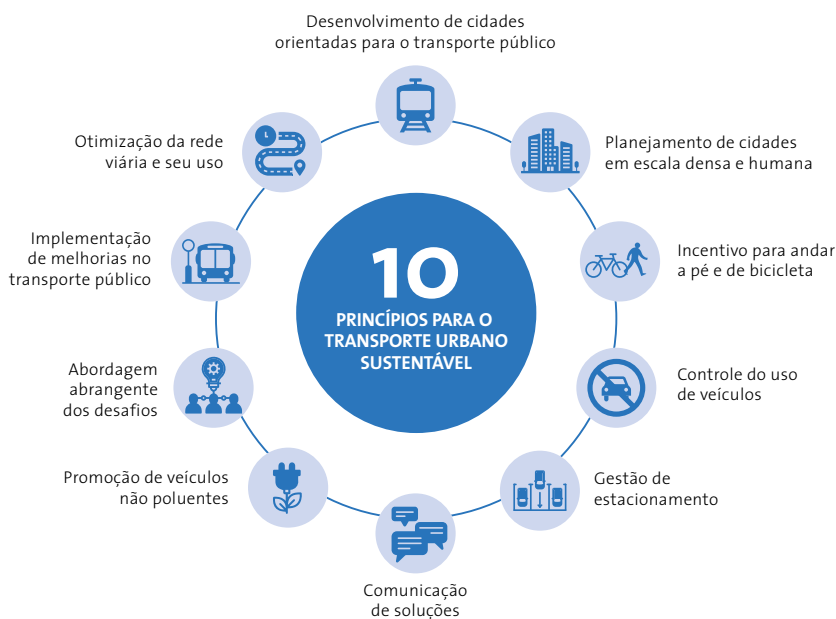 Desenvolvimento de cidades
orientadas para o transporte público
Planejamento de cidades
em escala densa e humana
Incentivo para andar
a pé e de bicicleta
Controle do uso
de veículos
Gestão de
estacionamento
Comunicação
de soluções
Promoção de veículos
não poluentes
Abordagem
abrangente
dos desafios
Implementação
de melhorias no
transporte público
Otimização da rede
viária e seu uso
10
PRINCÍPIOS PARA O
TRANSPORTE URBANO
SUSTENTÁVEL